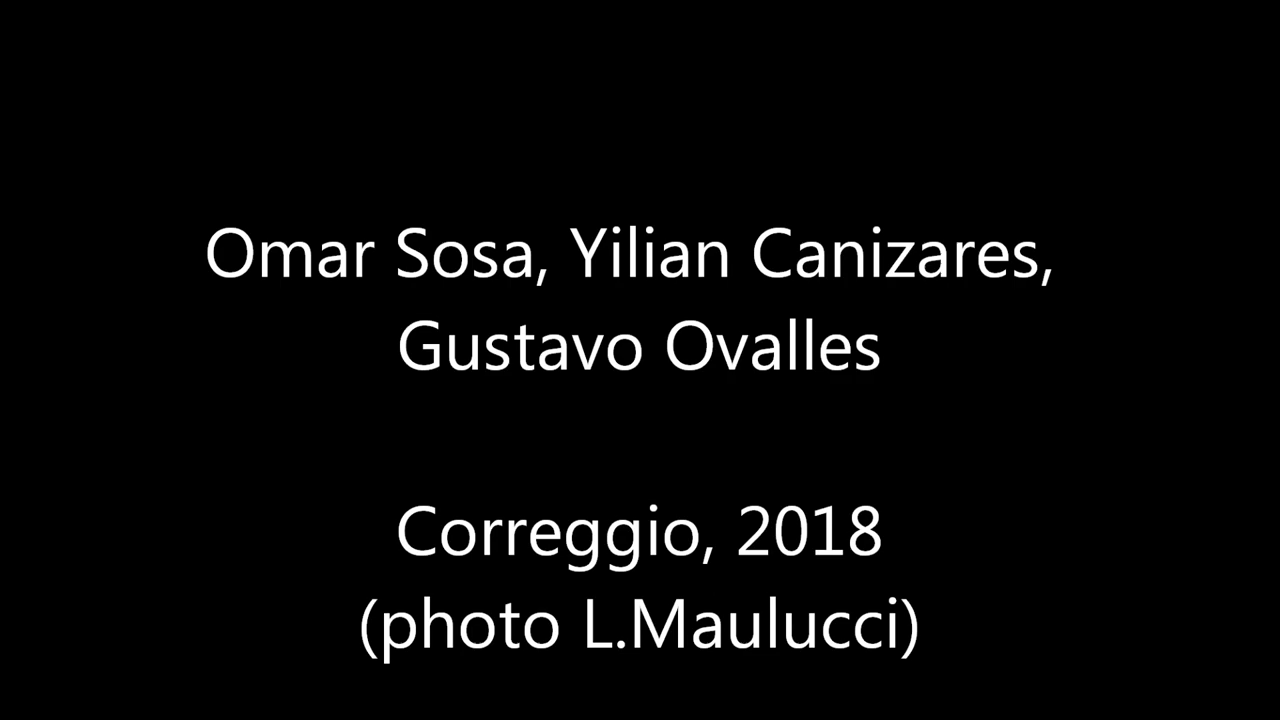 Omar Sosa, Yilian Canizares,
Gustavo Ovalles
Correggio, 2018
(photo L.Maulucci)